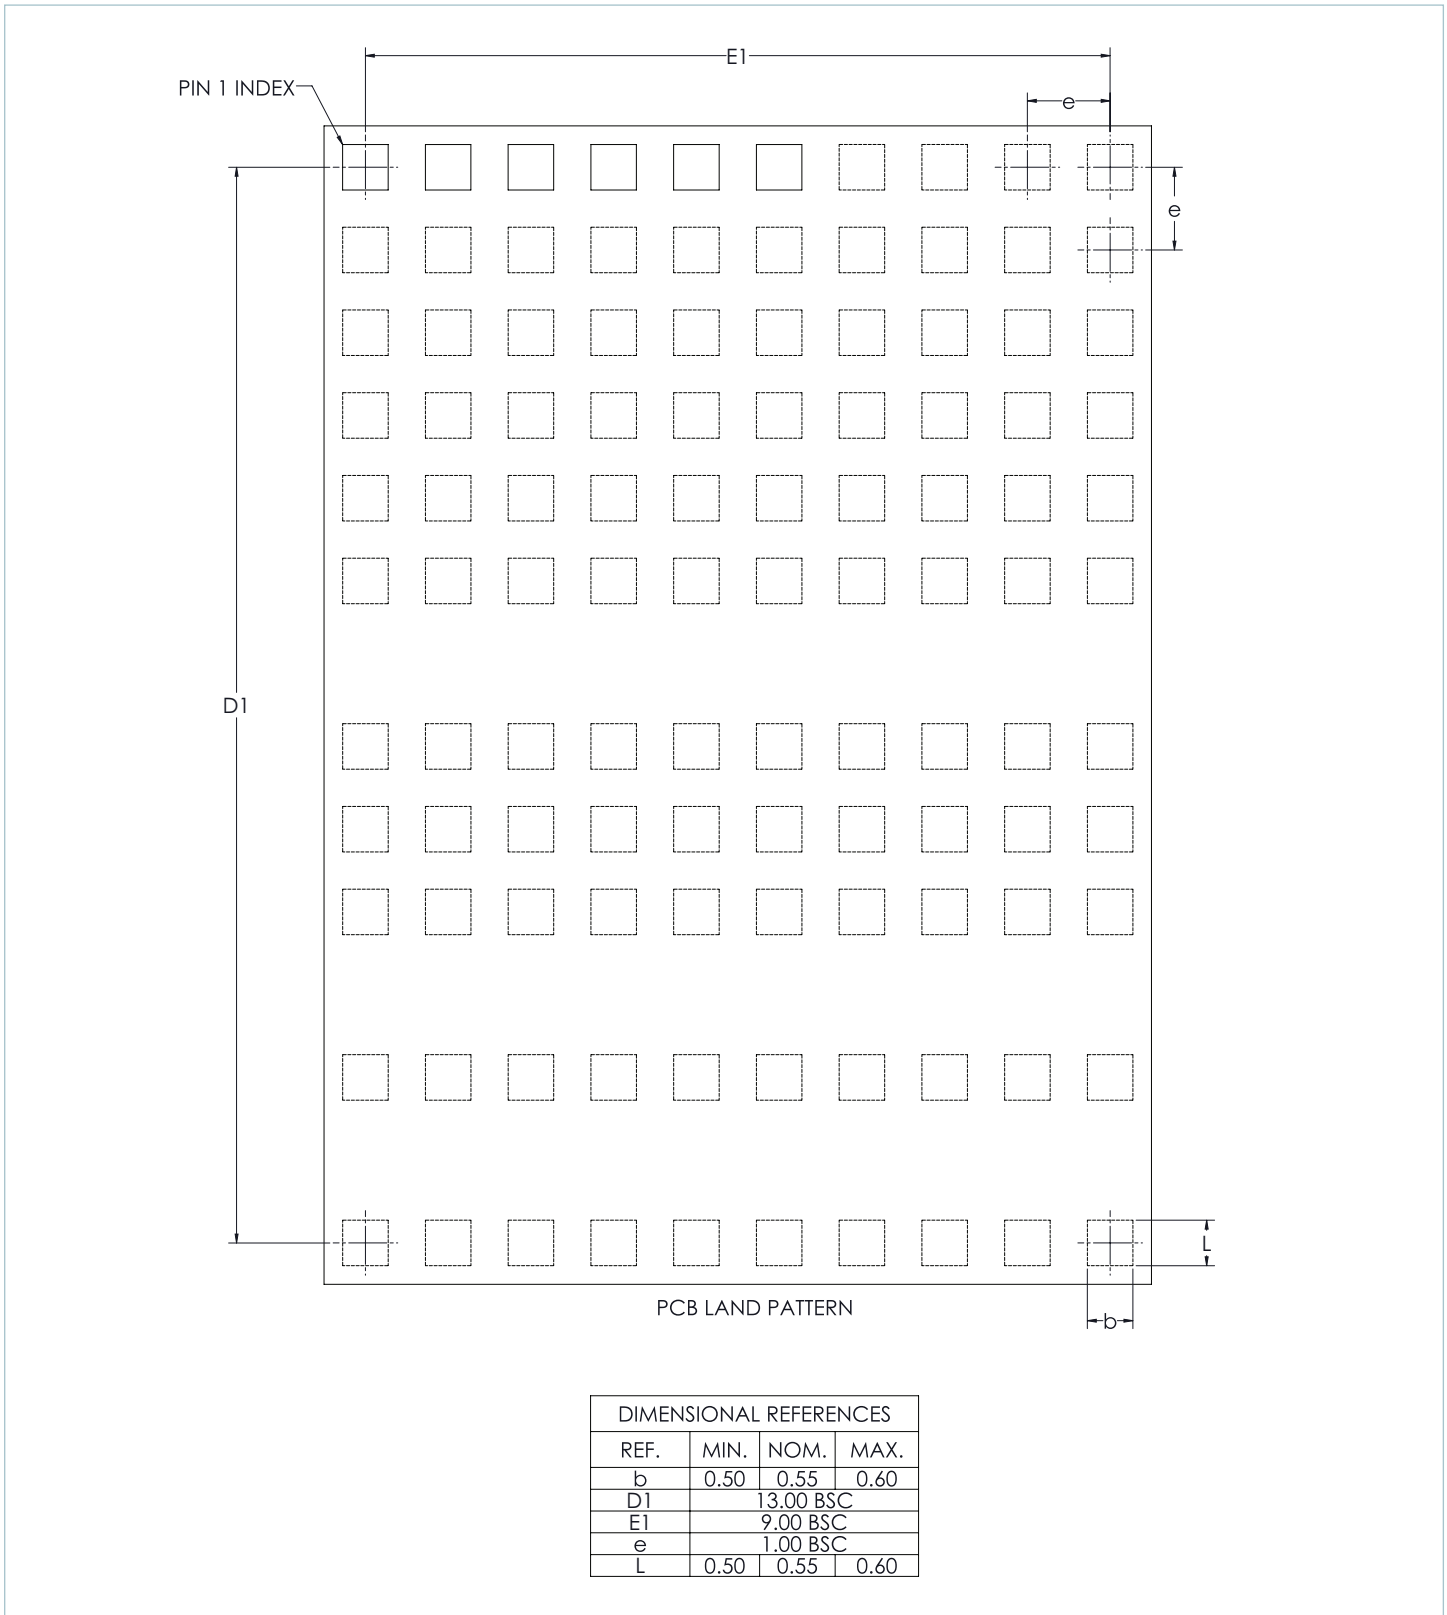 E1
PIN 1 INDEX
e
e
D1
L
PCB LAND PATTERN
b
DIMENSIONAL REFERENCES
REF. MIN. NOM. MAX.
b 0.50 0.55 0.60
D1 13.00 BSC
E1 9.00 BSC
e 1.00 BSC
L 0.50 0.55 0.60